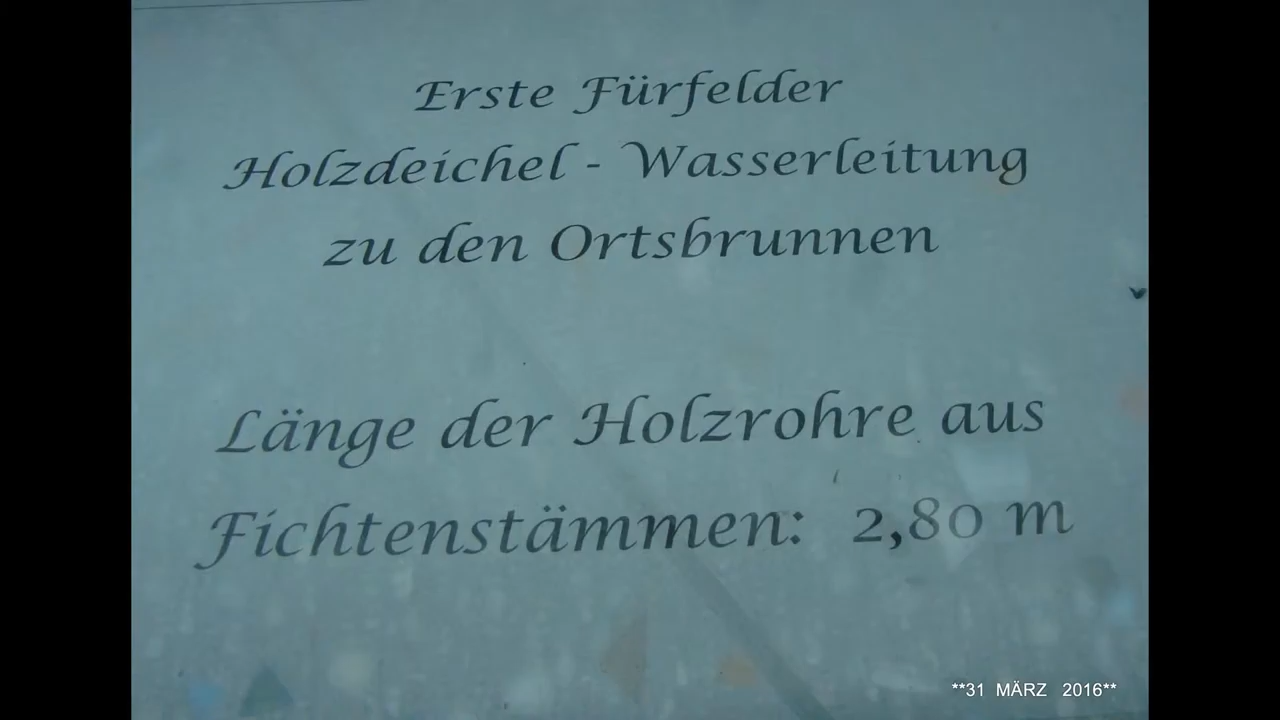 Erste Fürfelder
Holzdeichel - Wasserleitung
zu den Ortsbrunnen
Länge der Holzrohre aus
Fichtenstämmen: 2,80 m
**31 MÄRZ 2016**